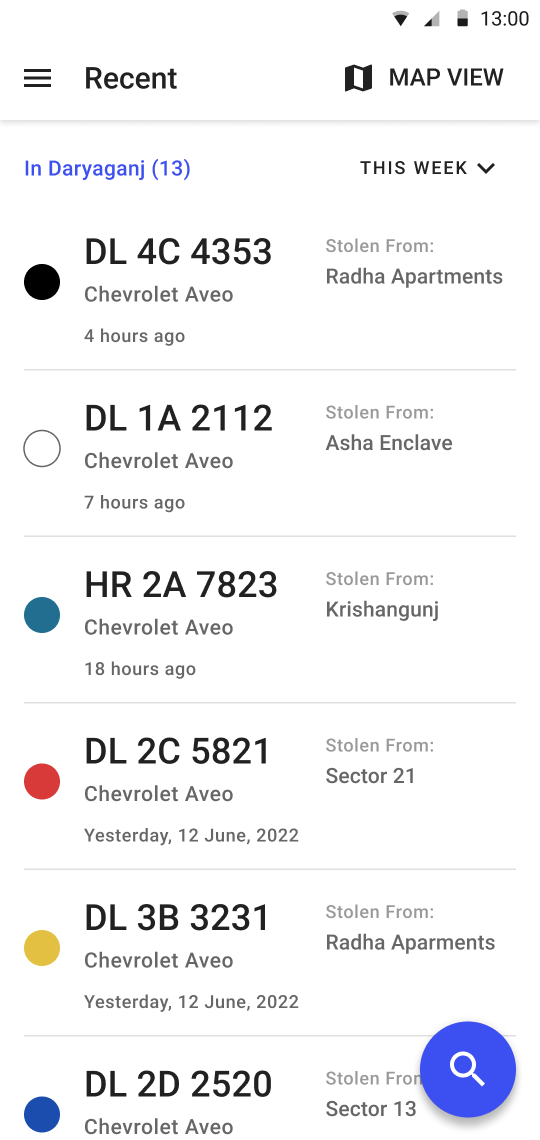 13:00
Recent
MAP VIEW
In Daryaganj (13)
THIS WEEK
DL 4C 4353
Chevrolet Aveo
4 hours ago
Stolen From:
Radha Apartments
DL 1A 2112
Chevrolet Aveo
7 hours ago
Stolen From:
Asha Enclave
HR 2A 7823
Chevrolet Aveo
18 hours ago
Stolen From:
Krishangunj
DL 2C 5821
Chevrolet Aveo
Yesterday, 12 June, 2022
Stolen From:
Sector 21
DL 3B 3231
Chevrolet Aveo
Yesterday, 12 June, 2022
Stolen From:
Radha Aparments
DL 2D 2520
Chevrolet Aveo
Stolen From
Sector 13